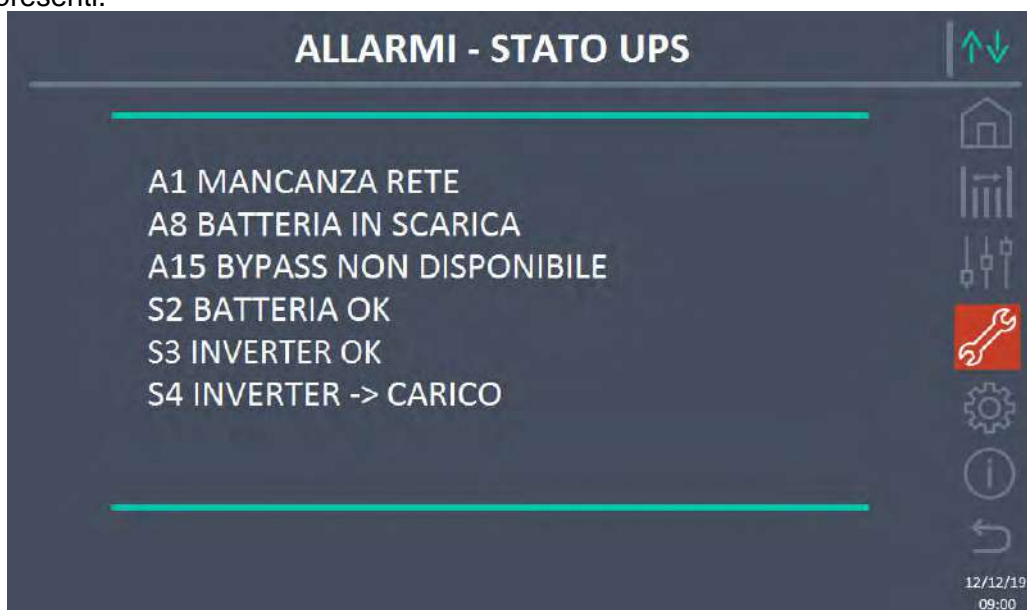 presenti.
ALLARMI - STATO UPS
A1 MANCANZA RETE
A8 BATTERIA IN SCARICA
A15 BYPASS NON DISPONIBILE
S2 BATTERIA OK
S3 INVERTER OK
S4 INVERTER -> CARICO
12/12/19
09:00